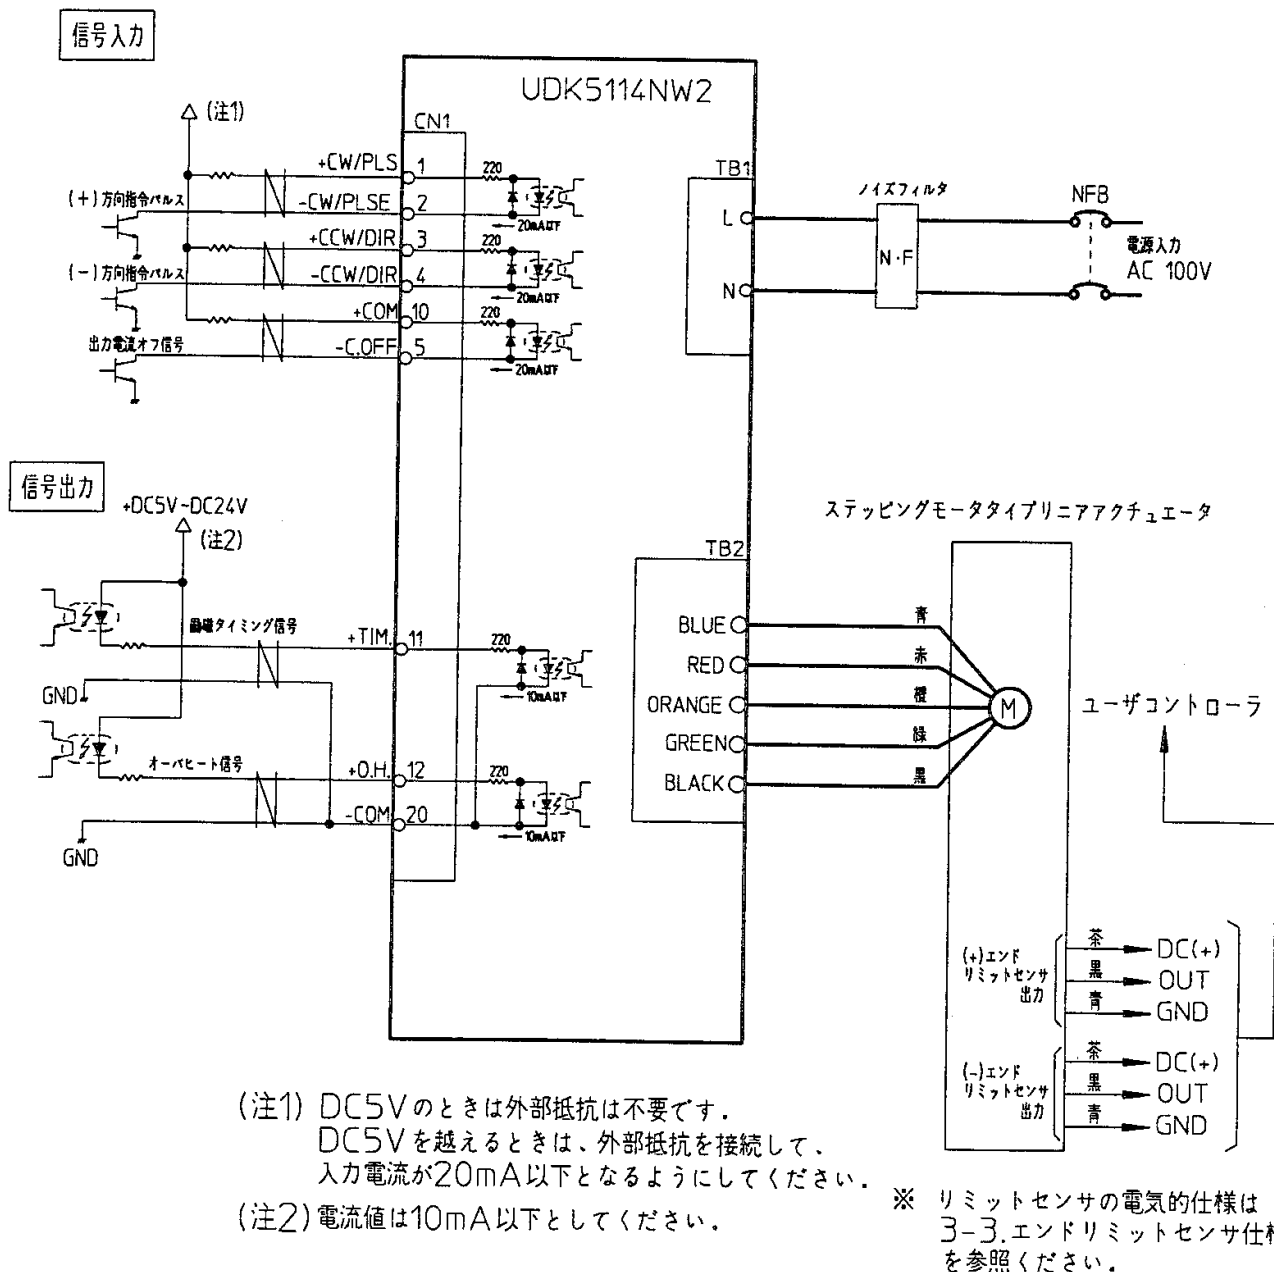 信号入力
UDK5114NW2
(注1)
CN1
+CW/PLS 1
220
(+)方向指令パルス
-CW/PLSE 2
20mA以下
+CCW/DIR 3
220
(-)方向指令パルス
-CCW/DIR 4
20mA以下
+COM 10
220
出力電流オフ信号
-C.OFF 5
20mA以下
TB1
L
N
ノイズフィルタ
N・F
NFB
電源入力
AC 100V
信号出力
+DC5V~DC24V
(注2)
励磁タイミング信号
+TIM. 11
220
10mA以下
GND
オーバヒート信号
+O.H. 12
220
-COM 20
10mA以下
GND
TB2
BLUE
RED
ORANGE
GREEN
BLACK
ステッピングモータタイプリニアアクチュエータ
青
赤
橙
緑
黒
M
ユーザコントローラ
(+)エンド
リミットセンサ
出力
茶 DC(+)
黒 OUT
青 GND
(-)エンド
リミットセンサ
出力
茶 DC(+)
黒 OUT
青 GND
(注1) DC5Vのときは外部抵抗は不要です.
DC5Vを越えるときは、外部抵抗を接続して、
入力電流が20mA以下となるようにしてください.
(注2)電流値は10mA以下としてください.
※ リミットセンサの電気的仕様は
3-3.エンドリミットセンサ仕様
を参照ください.